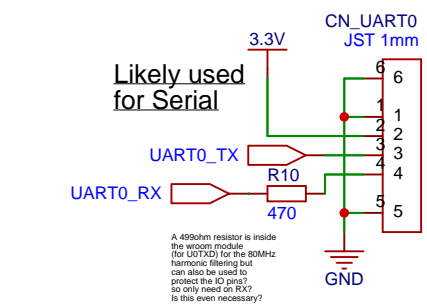 CN_UART0
JST 1mm
3.3V
Likely used
for Serial
6
6
1
1
2
2
UART0_TX
3
3
R10
4
4
UART0_RX
470
5
5
A 499ohm resistor is inside
the wroom module
(for U0TXD) for the 80MHz
harmonic filtering but
can also be used to
protect the IO pins?
so only need on RX?
Is this even necessary?
GND